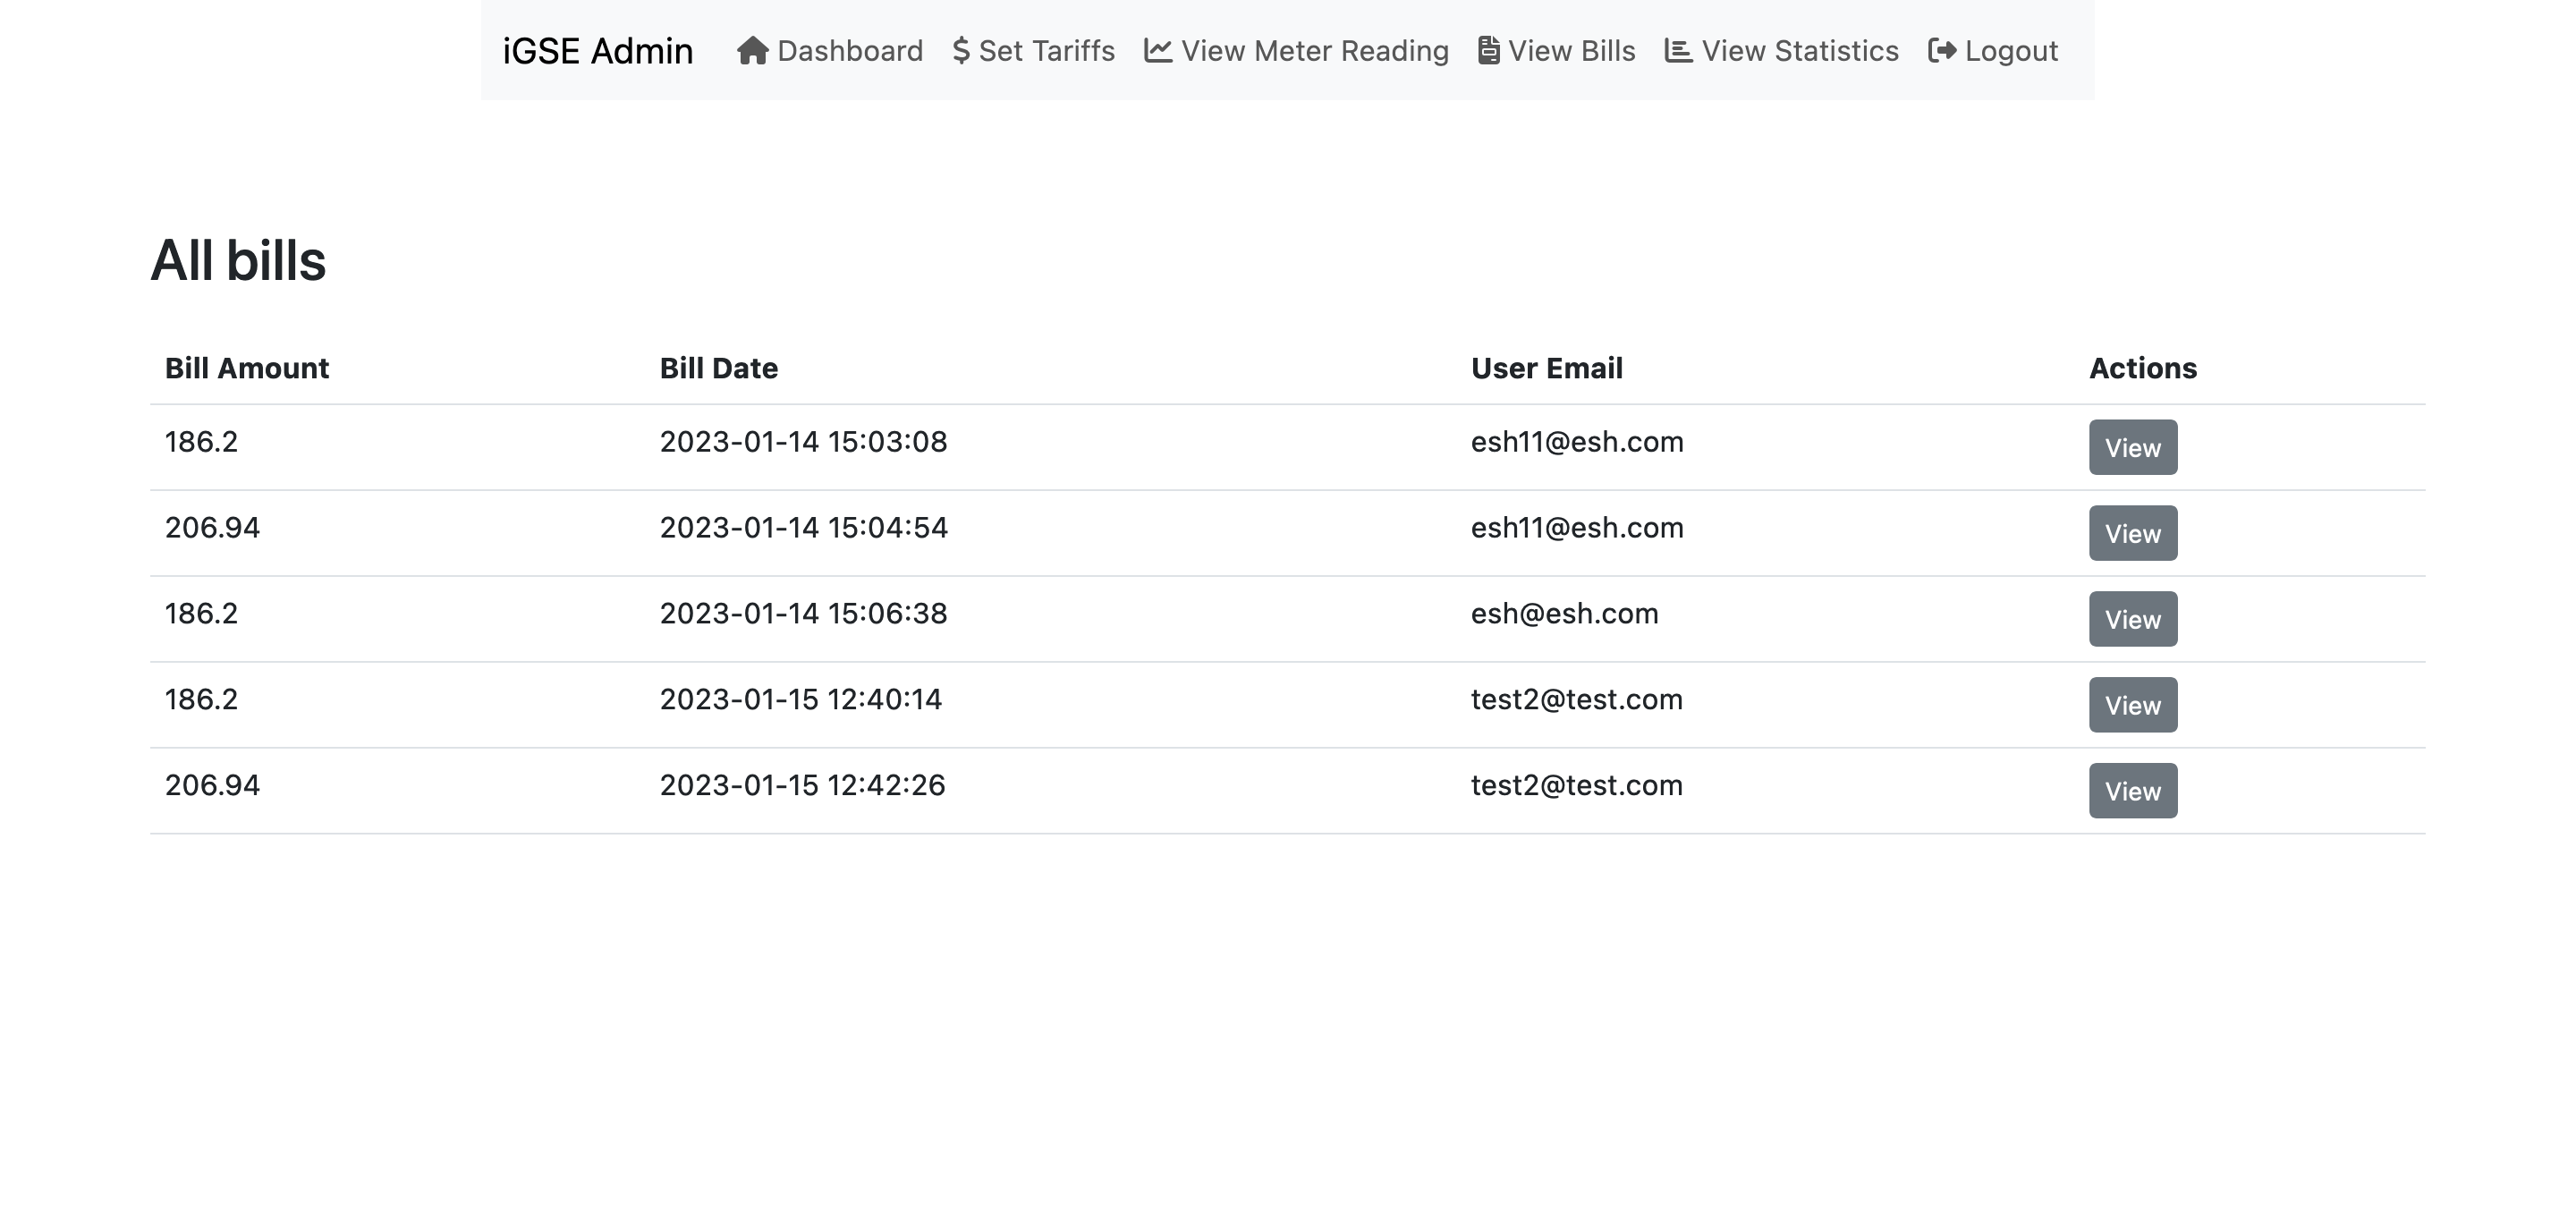 iGSE Admin Dashboard Set Tariffs View Meter Reading View Bills View Statistics Logout
All bills
Bill Amount Bill Date User Email Actions
186.2 2023-01-14 15:03:08 esh11@esh.com View
206.94 2023-01-14 15:04:54 esh11@esh.com View
186.2 2023-01-14 15:06:38 esh@esh.com View
186.2 2023-01-15 12:40:14 test2@test.com View
206.94 2023-01-15 12:42:26 test2@test.com View